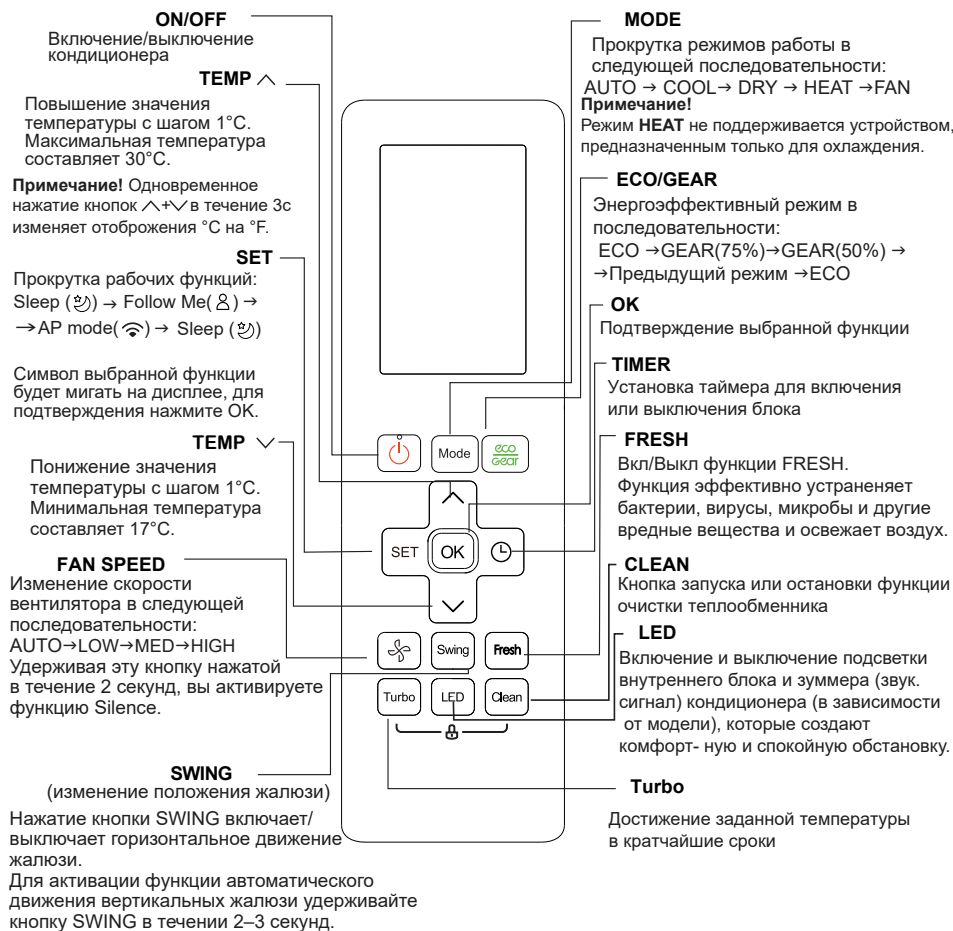 ON/OFF
Включение/выключение
кондиционера
TEMP
Повышение значения
температуры с шагом 1°C.
Максимальная температура
составляет 30°C.
Примечание! Одновременное
нажатие кнопок ︿+﹀ в течение 3с
изменяет отоброжения °C на °F.
SET
Прокрутка рабочих функций:
Sleep ( ) → Follow Me( ) →
→AP mode( ) → Sleep ( )
Символ выбранной функции
будет мигать на дисплее, для
подтверждения нажмите OK.
TEMP
Понижение значения
температуры с шагом 1°C.
Минимальная температура
составляет 17°C.
FAN SPEED
Изменение скорости
вентилятора в следующей
последовательности:
AUTO→LOW→MED→HIGH
Удерживая эту кнопку нажатой
в течение 2 секунд, вы активируете
функцию Silence.
SWING
(изменение положения жалюзи)
Нажатие кнопки SWING включает/
выключает горизонтальное движение
жалюзи.
Для активации функции автоматического
движения вертикальных жалюзи удерживайте
кнопку SWING в течении 2–3 секунд.
Mode
eco
Gear
SET
OK
Swing
Fresh
Turbo
LED
Clean
MODE
Прокрутка режимов работы в
следующей последовательности:
AUTO → COOL→ DRY → HEAT →FAN
Примечание!
Режим HEAT не поддерживается устройством,
предназначенным только для охлаждения.
ECO/GEAR
Энергоэффективный режим в
последовательности:
ECO →GEAR(75%)→GEAR(50%) →
→Предыдущий режим →ECO
OK
Подтверждение выбранной функции
TIMER
Установка таймера для включения
или выключения блока
FRESH
Вкл/Выкл функции FRESH.
Функция эффективно устраненяет
бактерии, вирусы, микробы и другие
вредные вещества и освежает воздух.
CLEAN
Кнопка запуска или остановки функции
очистки теплообменника
LED
Включение и выключение подсветки
внутреннего блока и зуммера (звук.
сигнал) кондиционера (в зависимости
от модели), которые создают
комфорт- ную и спокойную обстановку.
Turbo
Достижение заданной температуры
в кратчайшие сроки